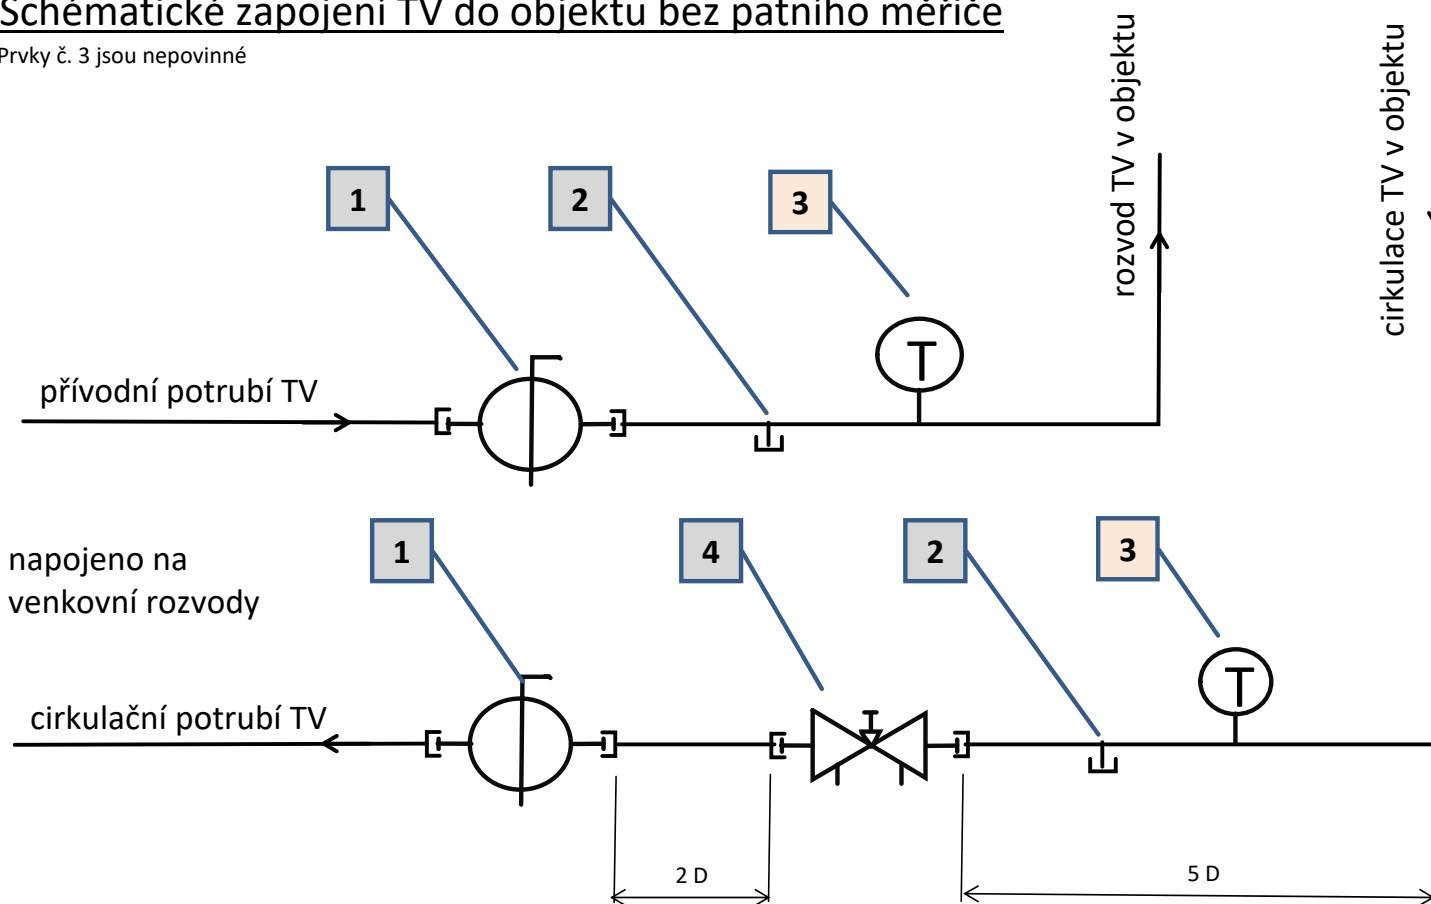 Schématické zapojení TV do objektu bez patního měřiče
Prvky č. 3 jsou nepovinné
rozvod TV v objektu
cirkulace TV v objektu
1
2
3
T
přívodní potrubí TV
napojeno na
venkovní rozvody
1
4
2
3
T
cirkulační potrubí TV
2 D
5 D